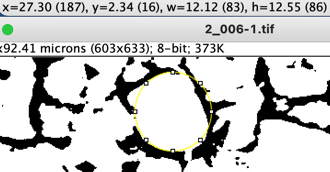 x=27.30 (187), y=2.34 (16), w=12.12 (83), h=12.55 (86)
2_006-1.tif
x92.41 microns (603x633); 8-bit; 373K